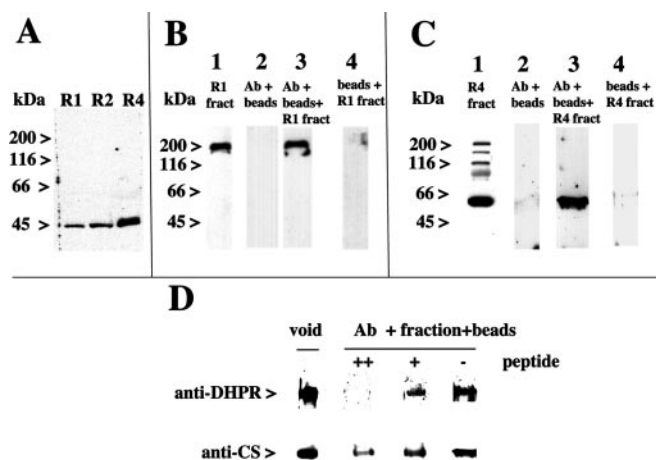 A
kDa R1 R2 R4
200 >
116 >
66 >
45 >
B
1 2 3 4
R1 fract
Ab + beads
Ab + beads+ R1 fract
beads + R1 fract
kDa
200 >
116 >
66 >
45 >
C
1 2 3 4
R4 fract
Ab + beads
Ab + beads+ R4 fract
beads + R4 fract
kDa
200 >
116 >
66 >
45 >
D
void Ab + fraction+beads
++ + - peptide
anti-DHPR >
anti-CS>